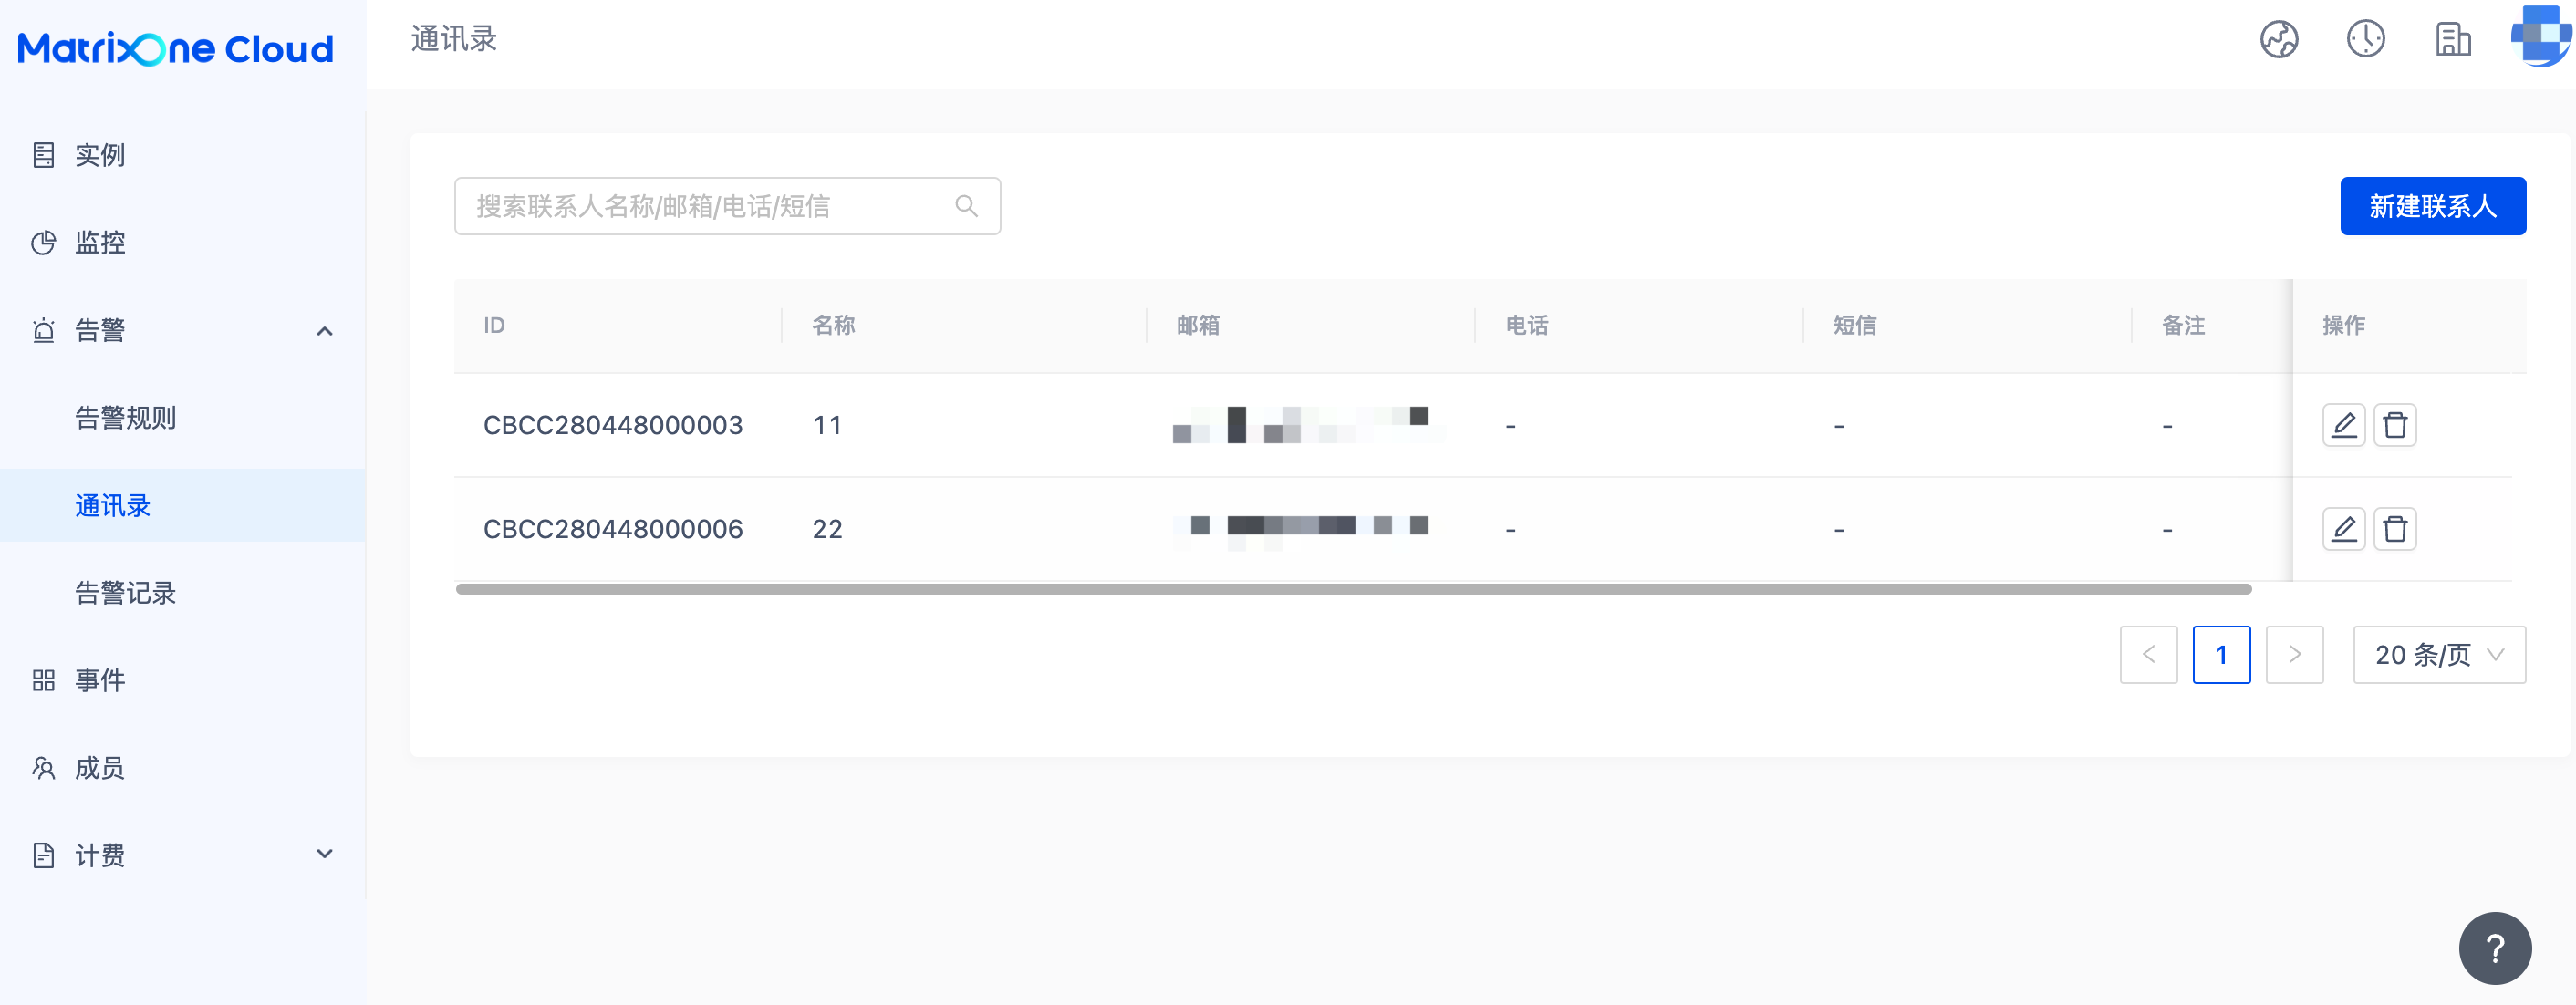 MatrixOne Cloud
通讯录
实例
监控
告警
告警规则
通讯录
告警记录
事件
成员
计费
搜索联系人名称/邮箱/电话/短信
新建联系人
ID 名称 邮箱 电话 短信 备注 操作
CBCC280448000003 11 - - -
CBCC280448000006 22 - - -
< 1 > 20 条/页
?